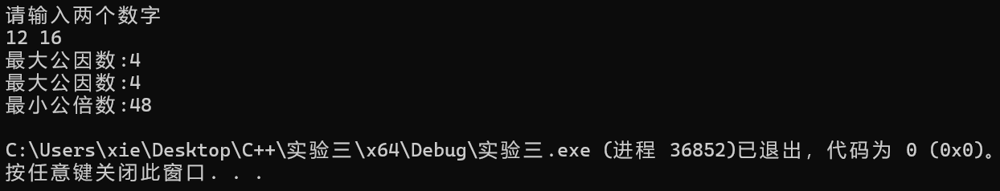 请输入两个数字
12 16
最大公因数:4
最大公因数:4
最小公倍数:48
C:\Users\xie\Desktop\C++\实验三\x64\Debug\实验三.exe (进程 36852)已退出，代码为 0 (0x0)。
按任意键关闭此窗口. . .